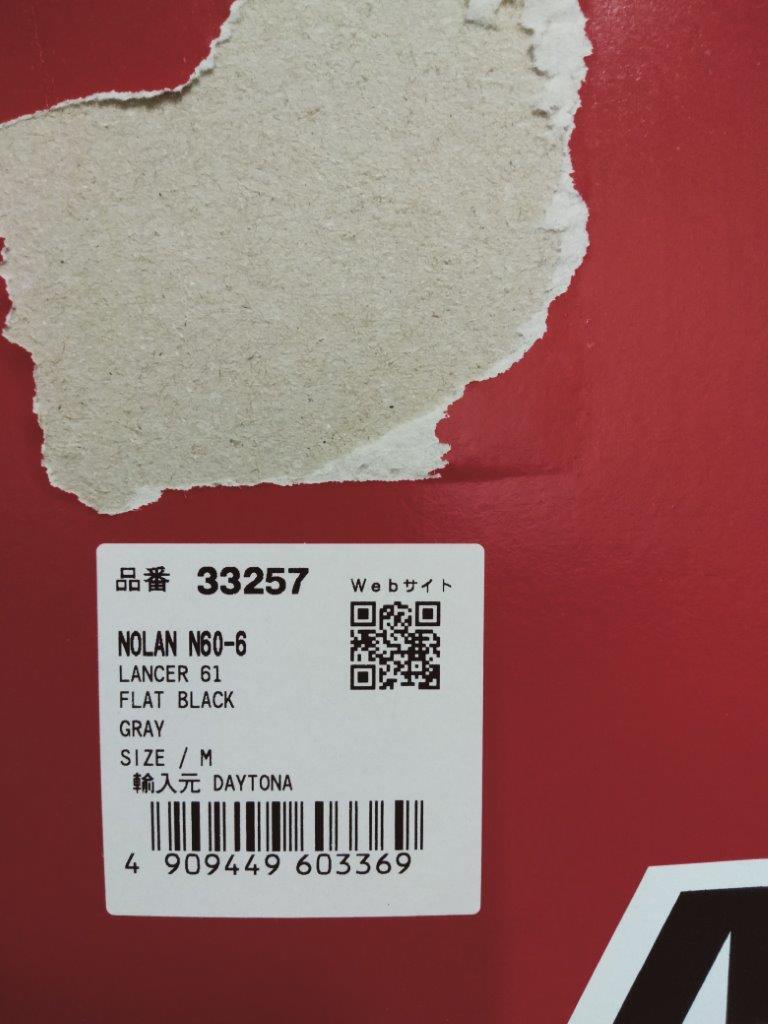 品番 33257
Webサイト
NOLAN N60-6
LANCER 61
FLAT BLACK
GRAY
SIZE / M
輸入元 DAYTONA
4 909449 603369